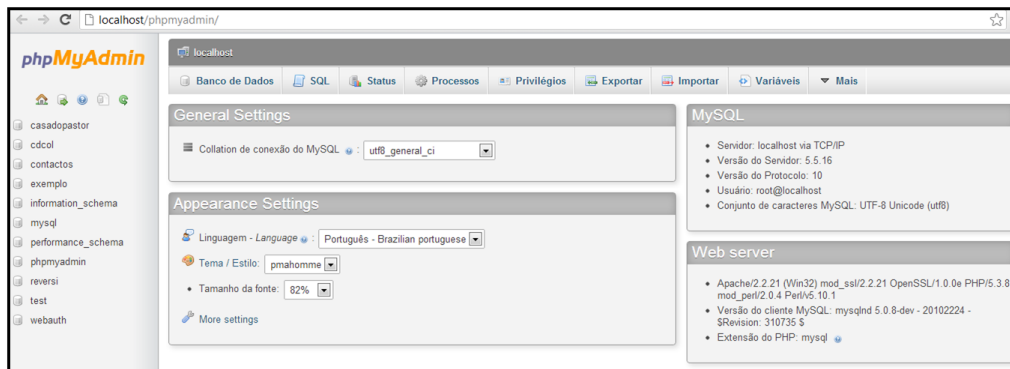 localhost/phpmyadmin/
phpMyAdmin
casadopastor
cdcol
contactos
exemplo
information_schema
mysql
performance_schema
phpmyadmin
reversi
test
webauth
localhost
Banco de Dados SQL Status Processos Privilégios Exportar Importar Variáveis Mais
General Settings
Collation de conexão do MySQL : utf8_general_ci
Appearance Settings
Linguagem - Language : Português - Brazilian portuguese
Tema / Estilo: pmahomme
• Tamanho da fonte: 82%
More settings
MySQL
• Servidor: localhost via TCP/IP
• Versão do Servidor: 5.5.16
• Versão do Protocolo: 10
• Usuário: root@localhost
• Conjunto de caracteres MySQL: UTF-8 Unicode (utf8)
Web server
• Apache/2.2.21 (Win32) mod_ssl/2.2.21 OpenSSL/1.0.0e PHP/5.3.8
mod_perl/2.0.4 Perl/v5.10.1
• Versão do cliente MySQL: mysqlnd 5.0.8-dev - 20102224 -
$Revision: 310735 $
• Extensão do PHP: mysql